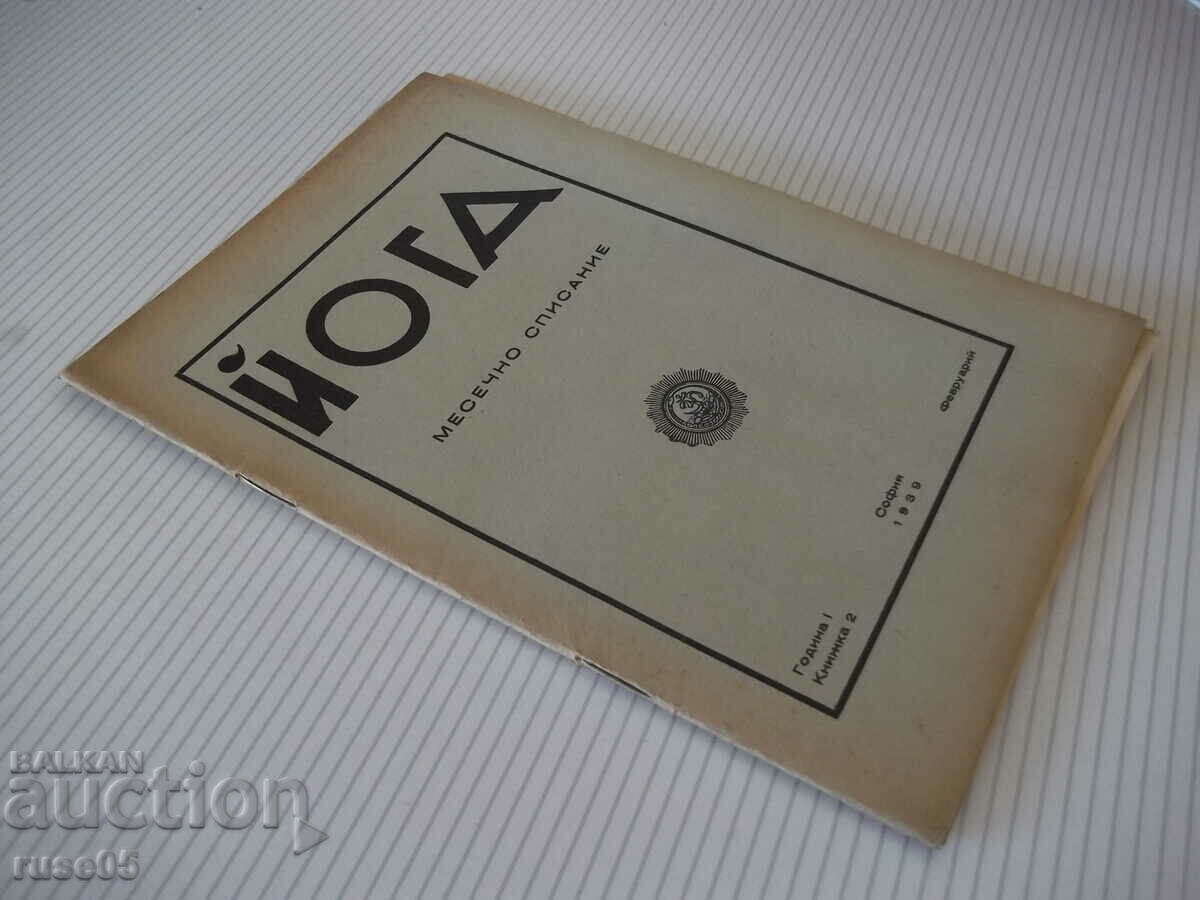 ЙОГА
МЕСЕЧНО СПИСАНИЕ
Година I
Книжка 2
София
1939
Февруарий
BALKAN
auction
ruse05